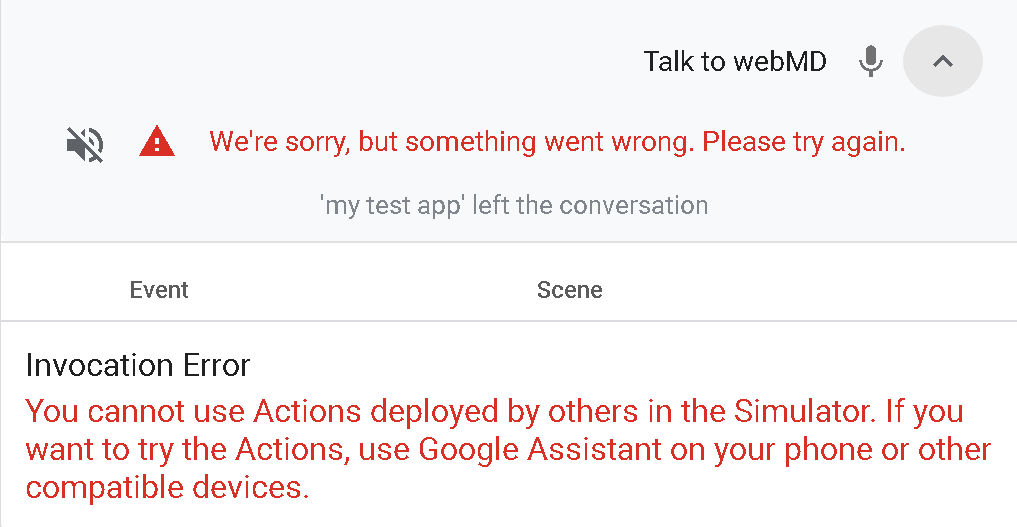 Talk to webMD
We're sorry, but something went wrong. Please try again.
'my test app' left the conversation
Event Scene
Invocation Error
You cannot use Actions deployed by others in the Simulator. If you
want to try the Actions, use Google Assistant on your phone or other
compatible devices.